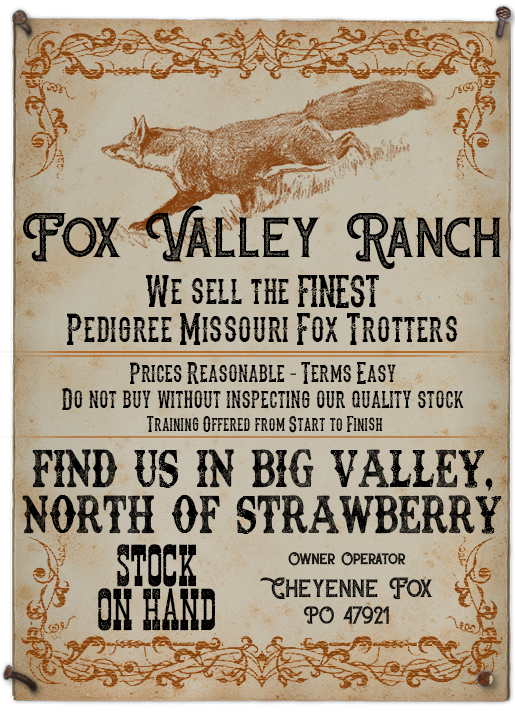 Fox Valley Ranch
We sell the FINEST
Pedigree Missouri Fox Trotters
Prices Reasonable - Terms Easy
Do not buy without inspecting our quality stock
Training Offered from Start to Finish
FIND US IN BIG VALLEY,
NORTH OF STRAWBERRY
STOCK
ON HAND
Owner Operator
Cheyenne Fox
PO 47921